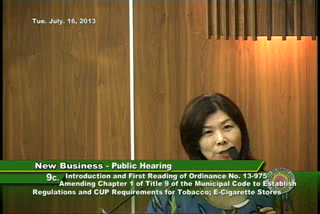 Tue. July. 16, 2013
New Business - Public Hearing
9c. Introduction and First Reading of Ordinance No. 13-975
Amending Chapter 1 of Title 9 of the Municipal Code to Establish
Regulations and CUP Requirements for Tobacco; E-Cigarette Stores